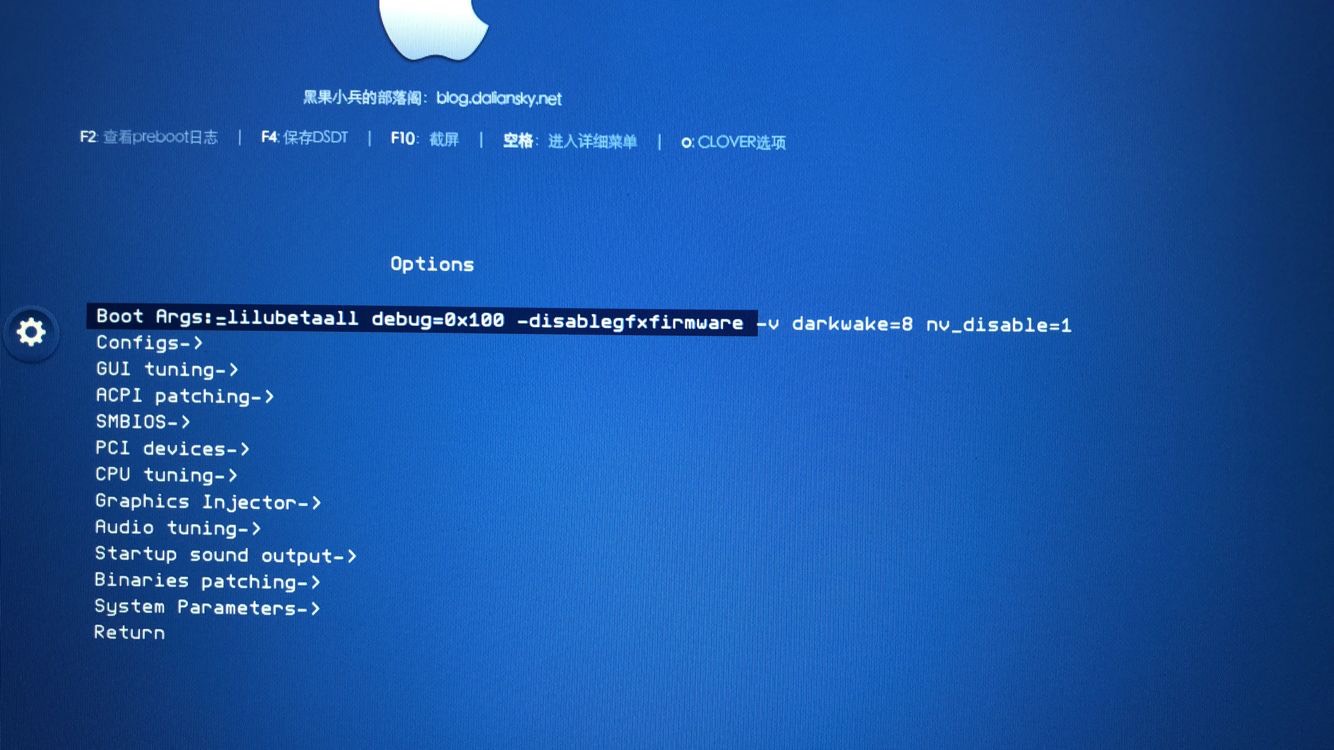 黑果小兵的部落阁：blog.daliansky.net
F2: 查看preboot日志 | F4: 保存DSDT | F10: 截屏 | 空格: 进入详细菜单 | O: CLOVER选项
Options
Boot Args:-lilubetaall debug=0x100 -disablegfxfirmware -v darkwake=8 nv_disable=1
Configs->
GUI tuning->
ACPI patching->
SMBIOS->
PCI devices->
CPU tuning->
Graphics Injector->
Audio tuning->
Startup sound output->
Binaries patching->
System Parameters->
Return